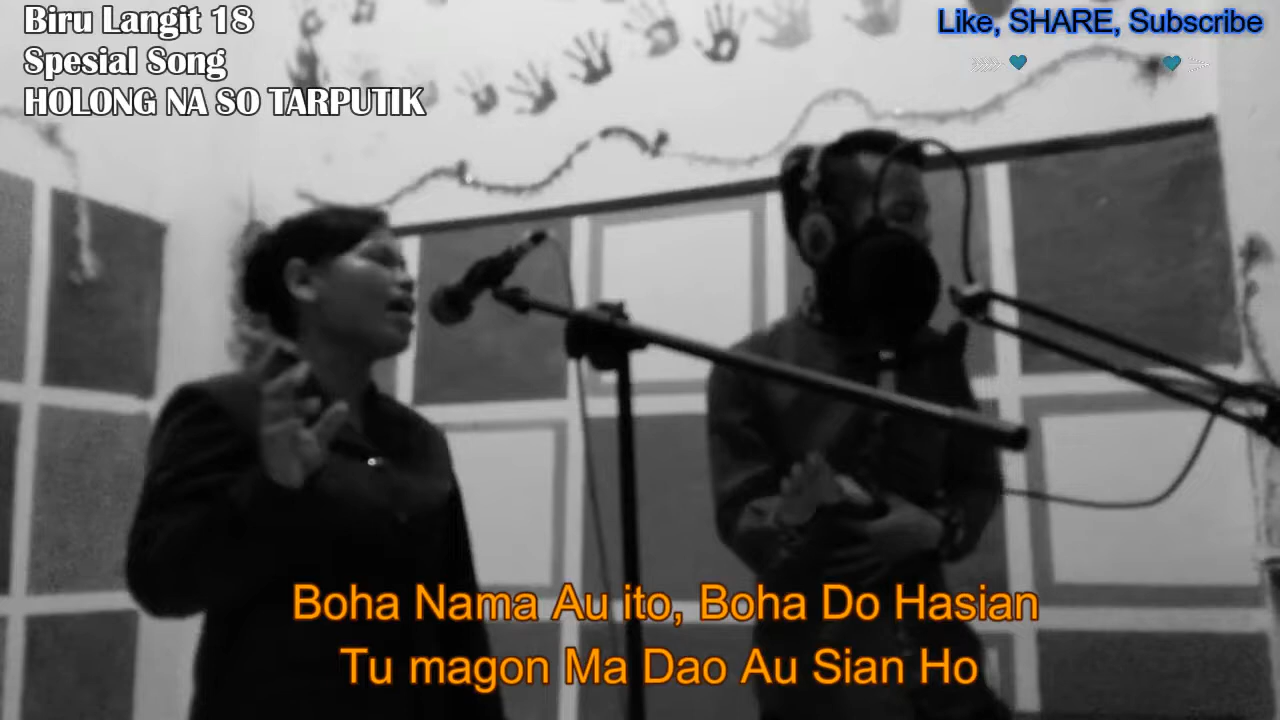 Biru Langit 18
Spesial Song
HOLONG NA SO TARPUTIK
Like, SHARE, Subscribe
Boha Nama Au ito, Boha Do Hasian
Tu magon Ma Dao Au Sian Ho